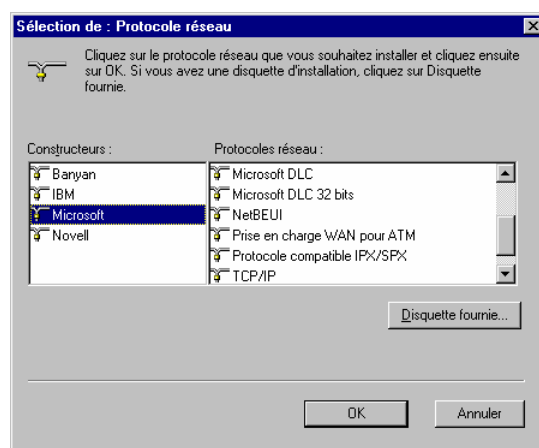 Sélection de : Protocole réseau
Cliquez sur le protocole réseau que vous souhaitez installer et cliquez ensuite
sur OK. Si vous avez une disquette d'installation, cliquez sur Disquette
fournie.
Constructeurs :
Banyan
IBM
Microsoft
Novell
Protocoles réseau :
Microsoft DLC
Microsoft DLC 32 bits
NetBEUI
Prise en charge WAN pour ATM
Protocole compatible IPX/SPX
TCP/IP
Disquette fournie...
OK
Annuler